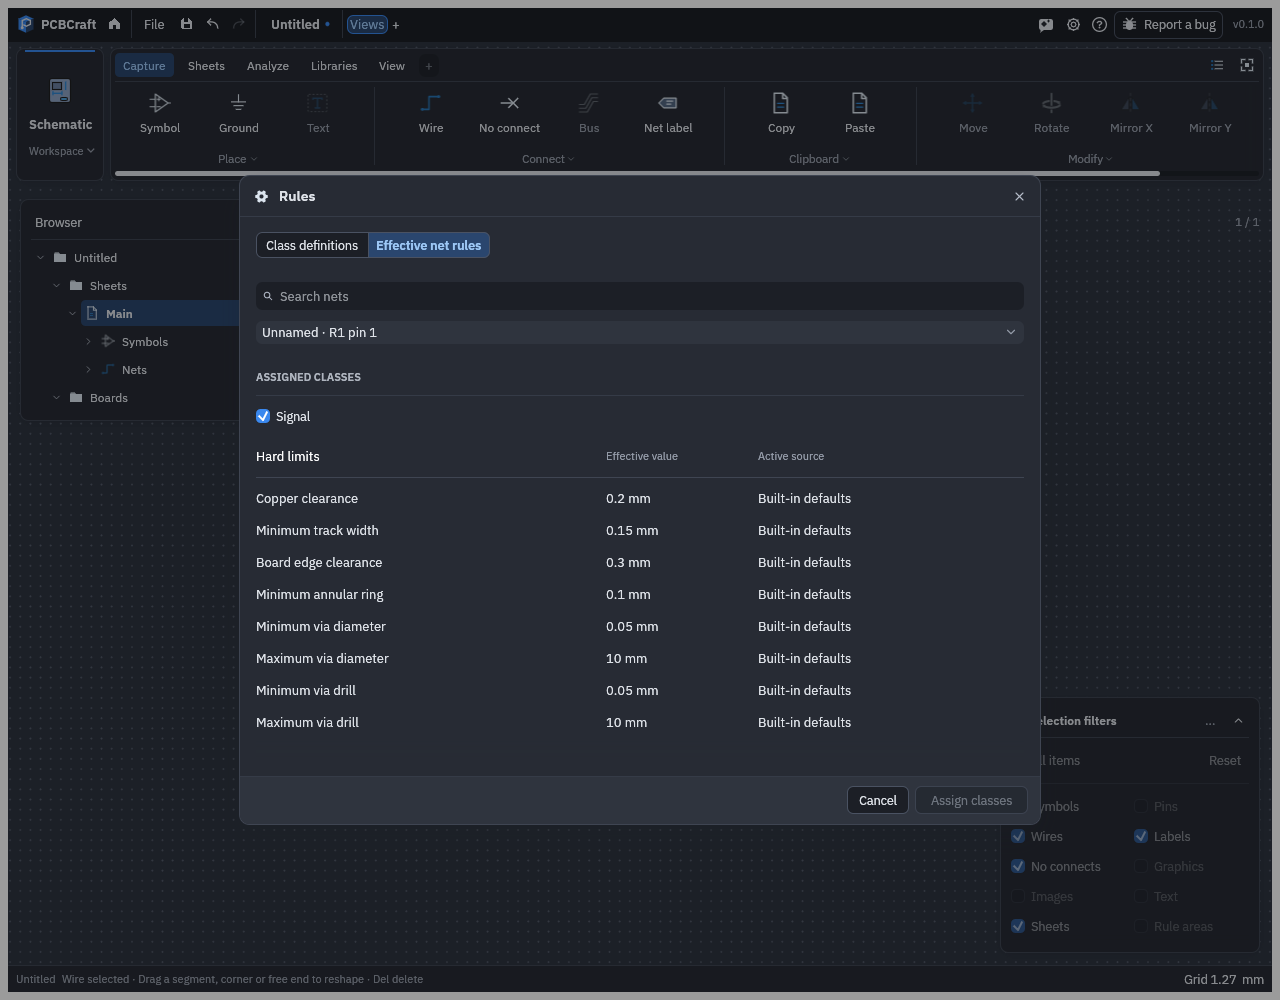 PCBCraft File Untitled Views + Report a bug v0.1.0
Capture Sheets Analyze Libraries View +
Schematic
Workspace
Symbol Ground Text Wire No connect Bus Net label Copy Paste Move Rotate Mirror X Mirror Y
Place Connect Clipboard Modify
Rules
Browser
1 / 1
Untitled
Sheets
Main
Symbols
Nets
Boards
Class definitions Effective net rules
Search nets
Unnamed · R1 pin 1
ASSIGNED CLASSES
Signal
Hard limits Effective value Active source
Copper clearance 0.2 mm Built-in defaults
Minimum track width 0.15 mm Built-in defaults
Board edge clearance 0.3 mm Built-in defaults
Minimum annular ring 0.1 mm Built-in defaults
Minimum via diameter 0.05 mm Built-in defaults
Maximum via diameter 10 mm Built-in defaults
Minimum via drill 0.05 mm Built-in defaults
Maximum via drill 10 mm Built-in defaults
Cancel Assign classes
election filters ...
l items Reset
ymbols Pins
Wires Labels
No connects Graphics
Images Text
Sheets Rule areas
Untitled Wire selected · Drag a segment, corner or free end to reshape · Del delete Grid 1.27 mm